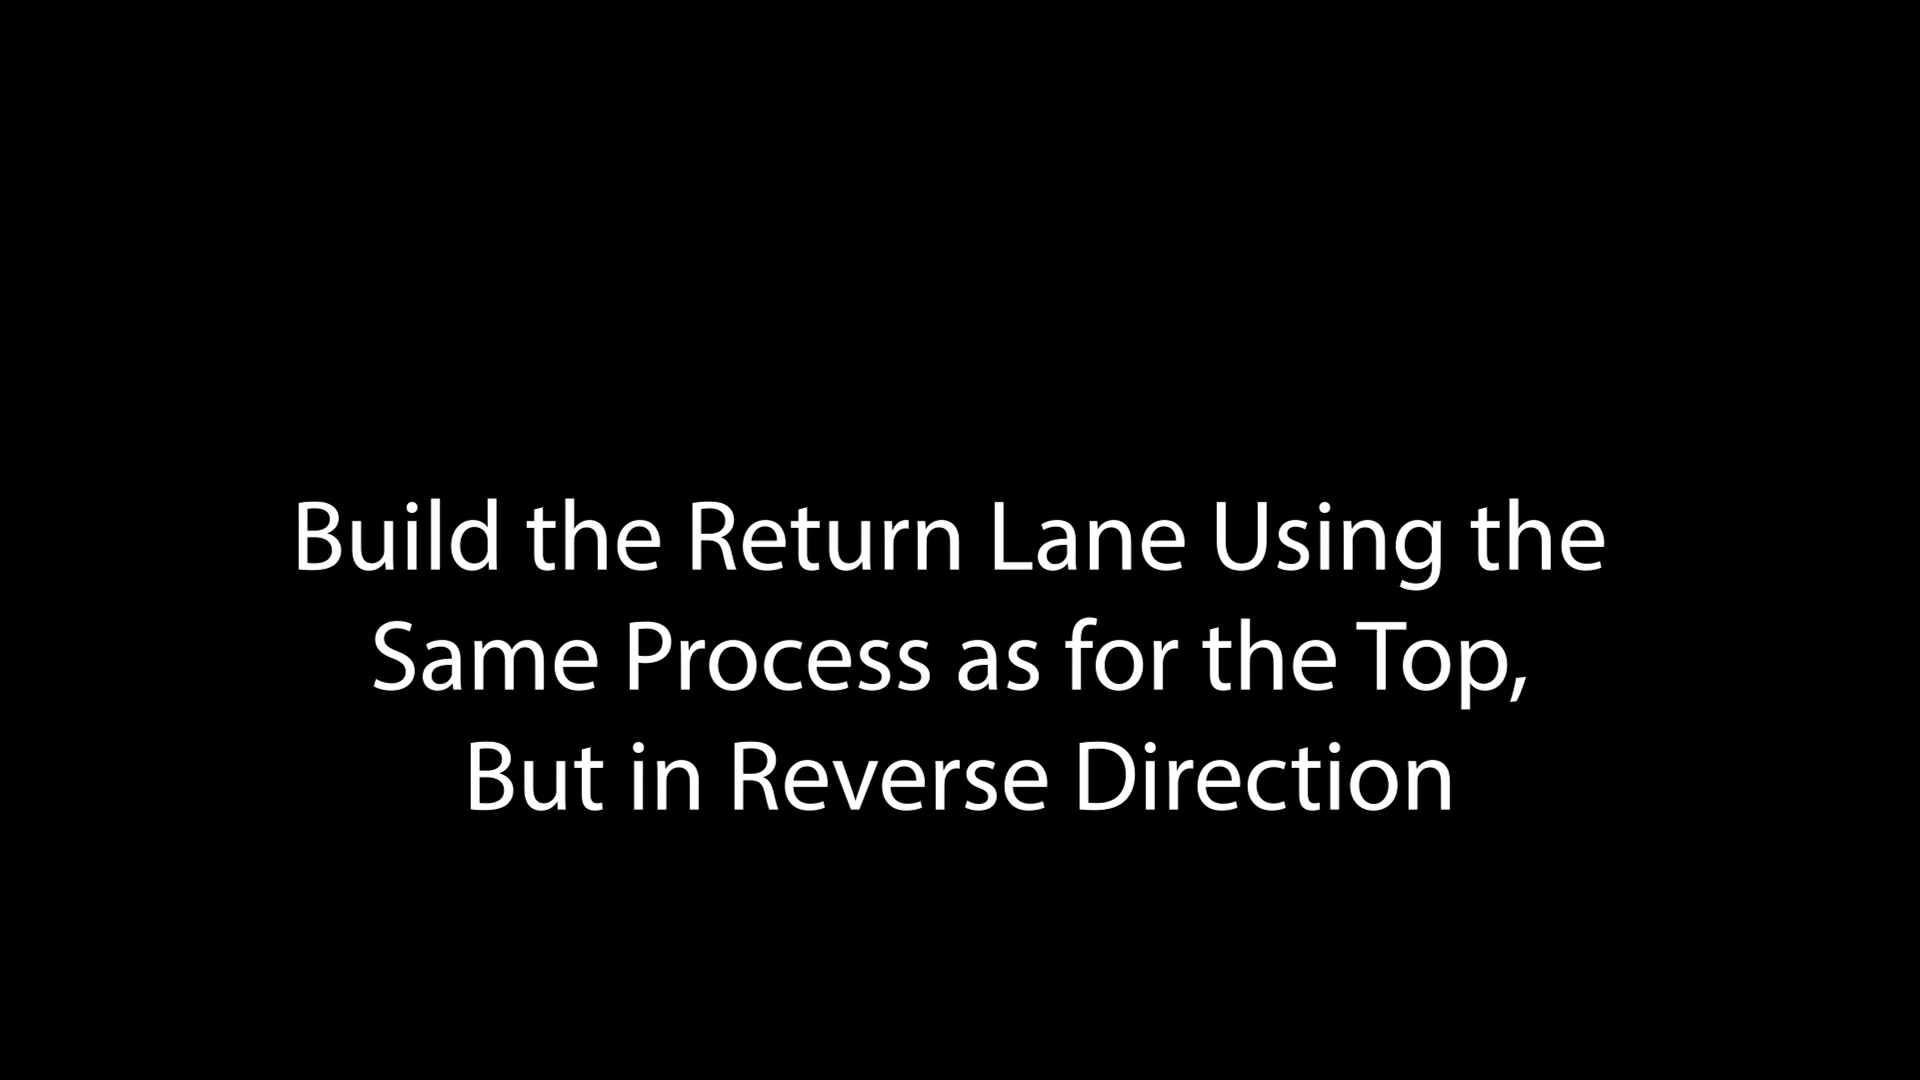 Build the Return Lane Using the
Same Process as for the Top,
But in Reverse Direction